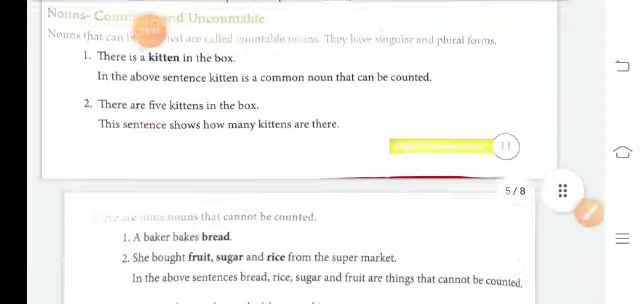 Nouns- and Uncountable
Nouns that can are called countable nouns. They have singular and plural forms.
1. There is a kitten in the box.
In the above sentence kitten is a common noun that can be counted.
2. There are five kittens in the box.
This sentence shows how many kittens are there.
11
5 / 8
There are some nouns that cannot be counted.
1. A baker bakes bread.
2. She bought fruit, sugar and rice from the super market.
In the above sentences bread, rice, sugar and fruit are things that cannot be counted.